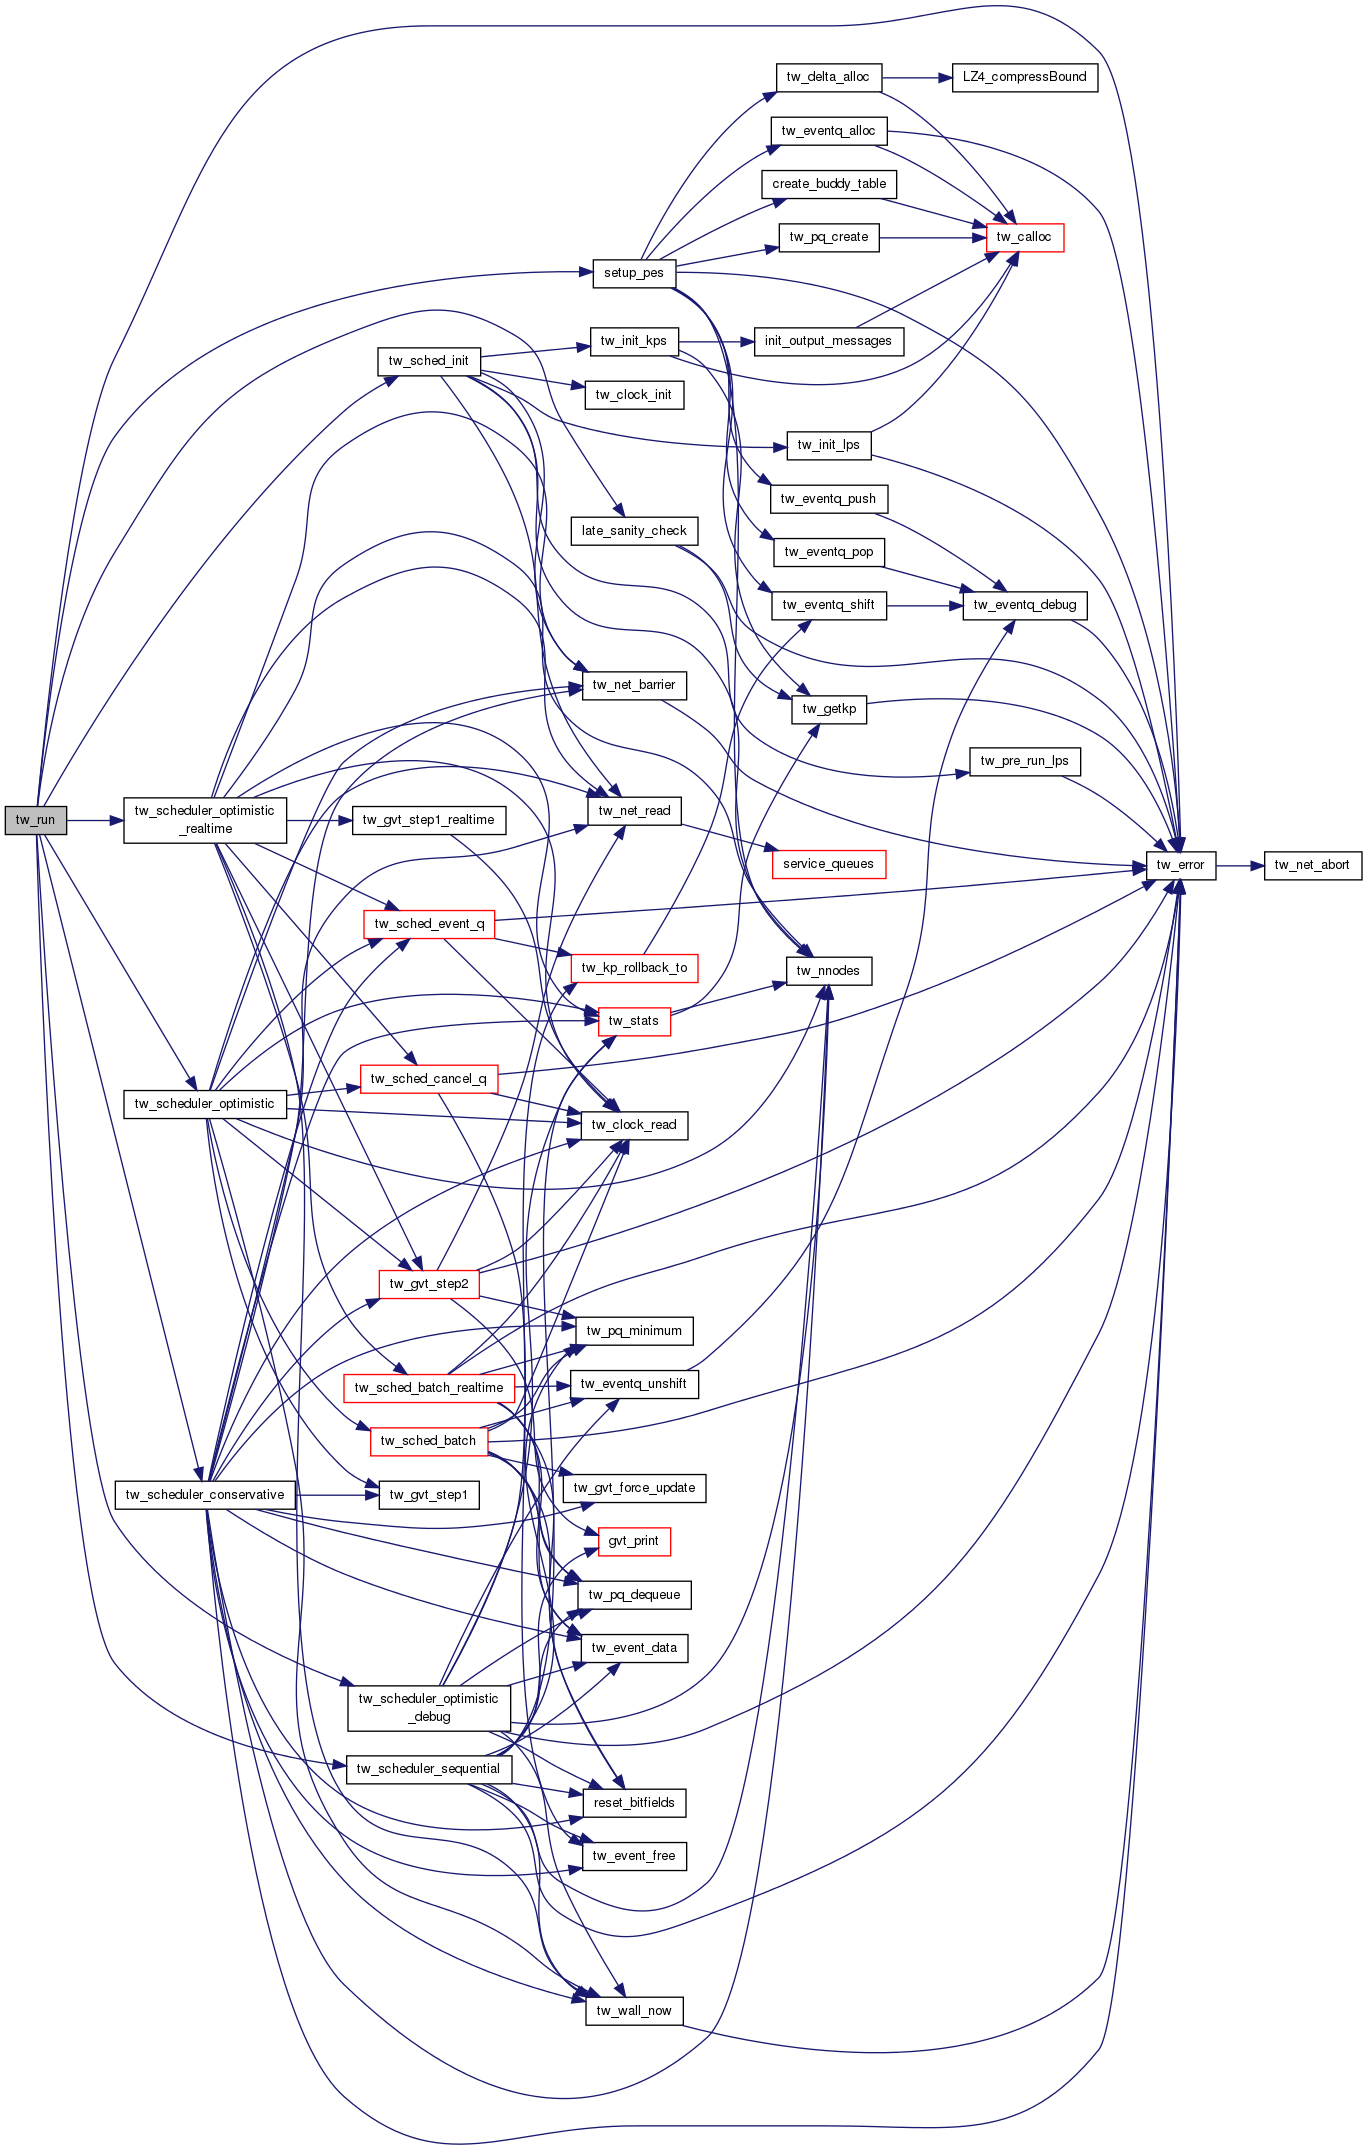 tw_delta_alloc
LZ4_compressBound
tw_eventq_alloc
create_buddy_table
tw_pq_create
tw_calloc
setup_pes
tw_init_kps
init_output_messages
tw_sched_init
tw_clock_init
tw_init_lps
tw_eventq_push
late_sanity_check
tw_eventq_pop
tw_eventq_shift
tw_eventq_debug
tw_net_barrier
tw_getkp
tw_pre_run_lps
tw_run
tw_scheduler_optimistic
_realtime
tw_gvt_step1_realtime
tw_net_read
service_queues
tw_error
tw_net_abort
tw_sched_event_q
tw_kp_rollback_to
tw_nnodes
tw_stats
tw_sched_cancel_q
tw_scheduler_optimistic
tw_clock_read
tw_gvt_step2
tw_pq_minimum
tw_sched_batch_realtime
tw_eventq_unshift
tw_sched_batch
tw_gvt_force_update
tw_scheduler_conservative
tw_gvt_step1
gvt_print
tw_pq_dequeue
tw_event_data
tw_scheduler_optimistic
_debug
tw_scheduler_sequential
reset_bitfields
tw_event_free
tw_wall_now